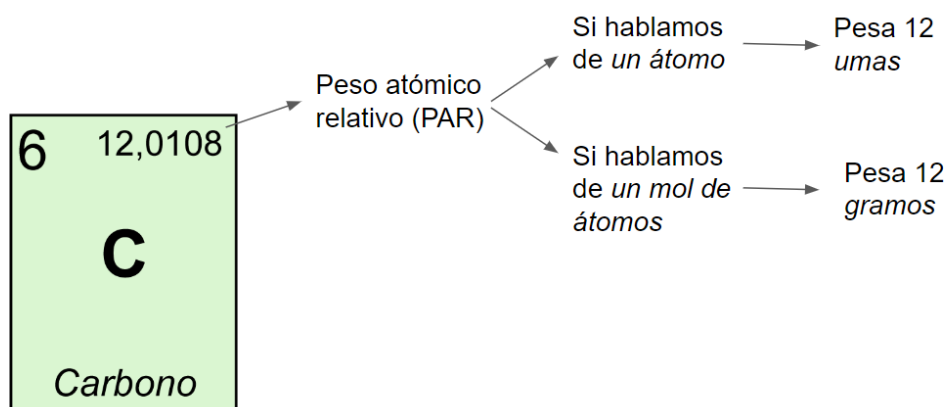 6
12,0108
C
Carbono
Peso atómico
relativo (PAR)
Si hablamos
de un átomo
Pesa 12
umas
Si hablamos
de un mol de
átomos
Pesa 12
gramos